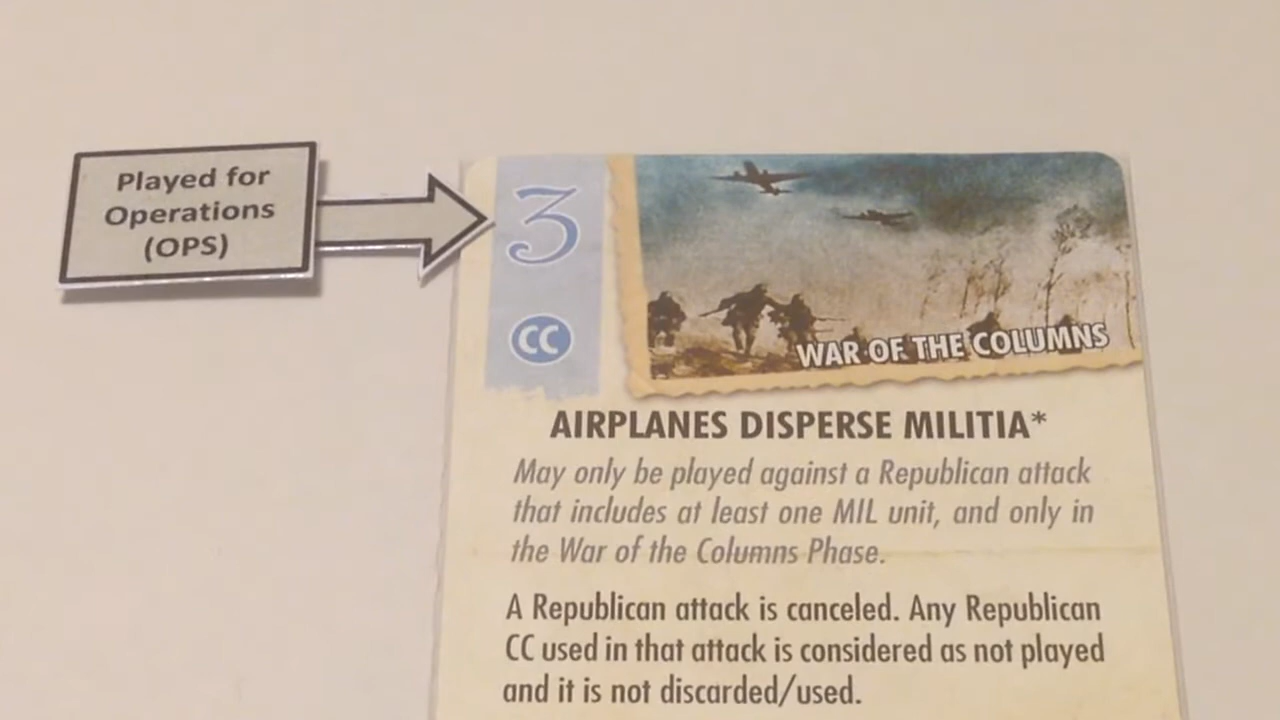 Played for
Operations
(OPS)
3
CC
WAR OF THE COLUMNS
AIRPLANES DISPERSE MILITIA*
May only be played against a Republican attack
that includes at least one MIL unit, and only in
the War of the Columns Phase.
A Republican attack is canceled. Any Republican
CC used in that attack is considered as not played
and it is not discarded/used.